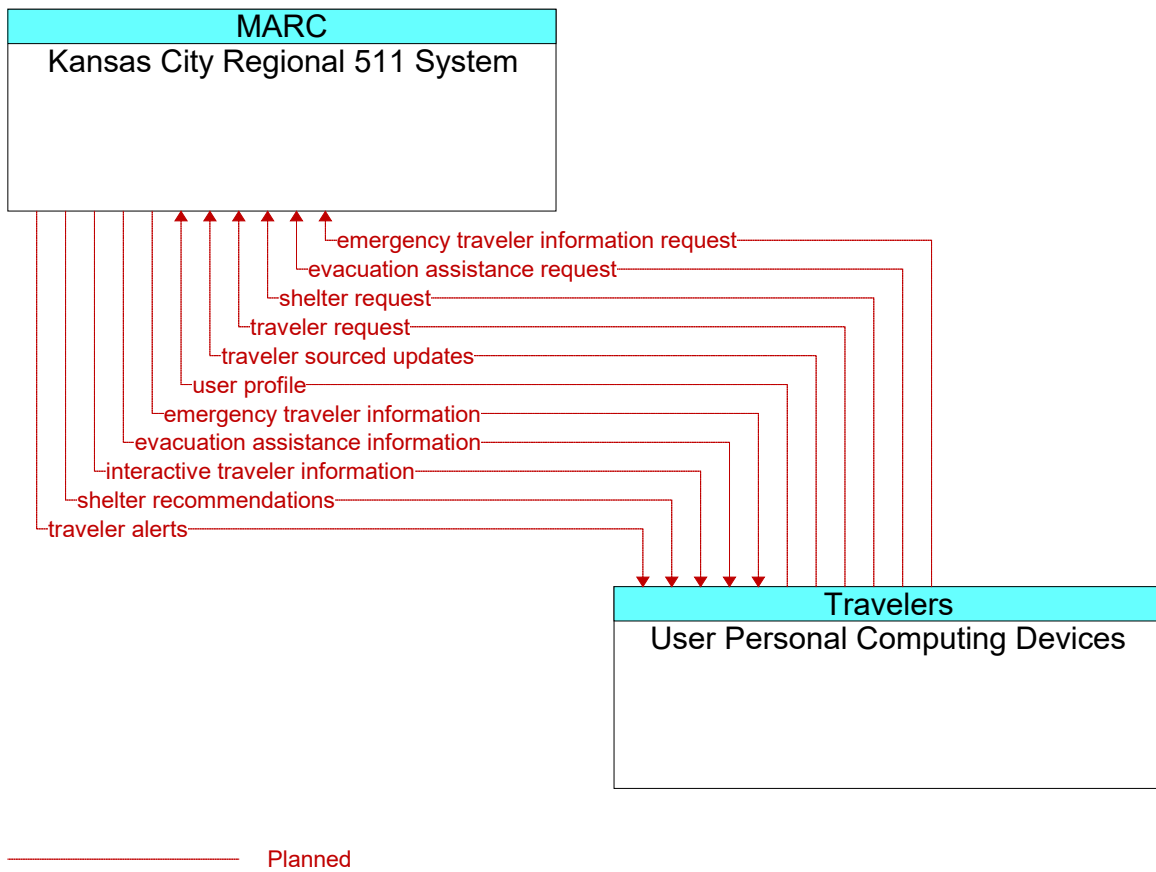 MARC
Kansas City Regional 511 System
emergency traveler information request
evacuation assistance request
shelter request
traveler request
traveler sourced updates
user profile
emergency traveler information
evacuation assistance information
interactive traveler information
shelter recommendations
traveler alerts
Travelers
User Personal Computing Devices
Planned